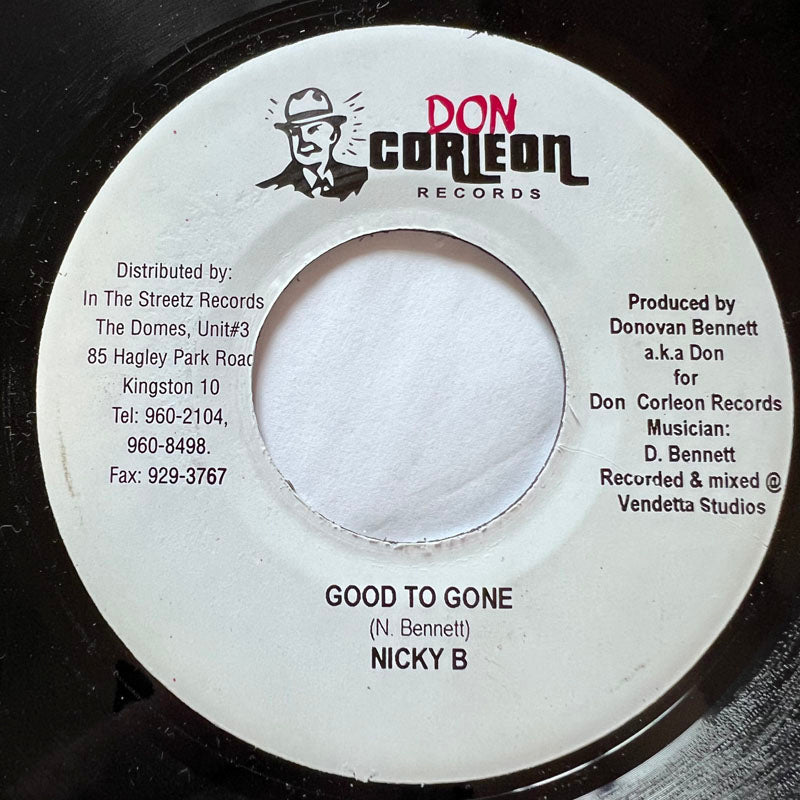 DON
CORLEON
RECORDS
Distributed by:
In The Streetz Records
The Domes, Unit#3
85 Hagley Park Road
Kingston 10
Tel: 960-2104,
960-8498.
Fax: 929-3767
Produced by
Donovan Bennett
a.k.a Don
for
Don Corleon Records
Musician:
D. Bennett
Recorded & mixed @
Vendetta Studios
GOOD TO GONE
(N. Bennett)
NICKY B